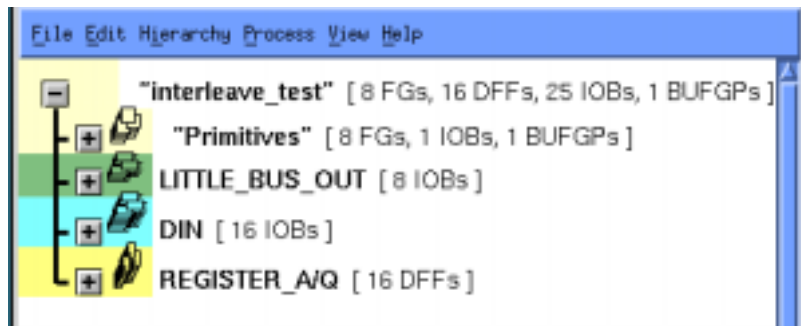 File Edit Hierarchy Process View Help
"interleave_test" [ 8 FGs, 16 DFFs, 25 IOBs, 1 BUFGPs ]
"Primitives" [ 8 FGs, 1 IOBs, 1 BUFGPs ]
LITTLE_BUS_OUT [ 8 IOBs ]
DIN [ 16 IOBs ]
REGISTER_A/Q [ 16 DFFs ]